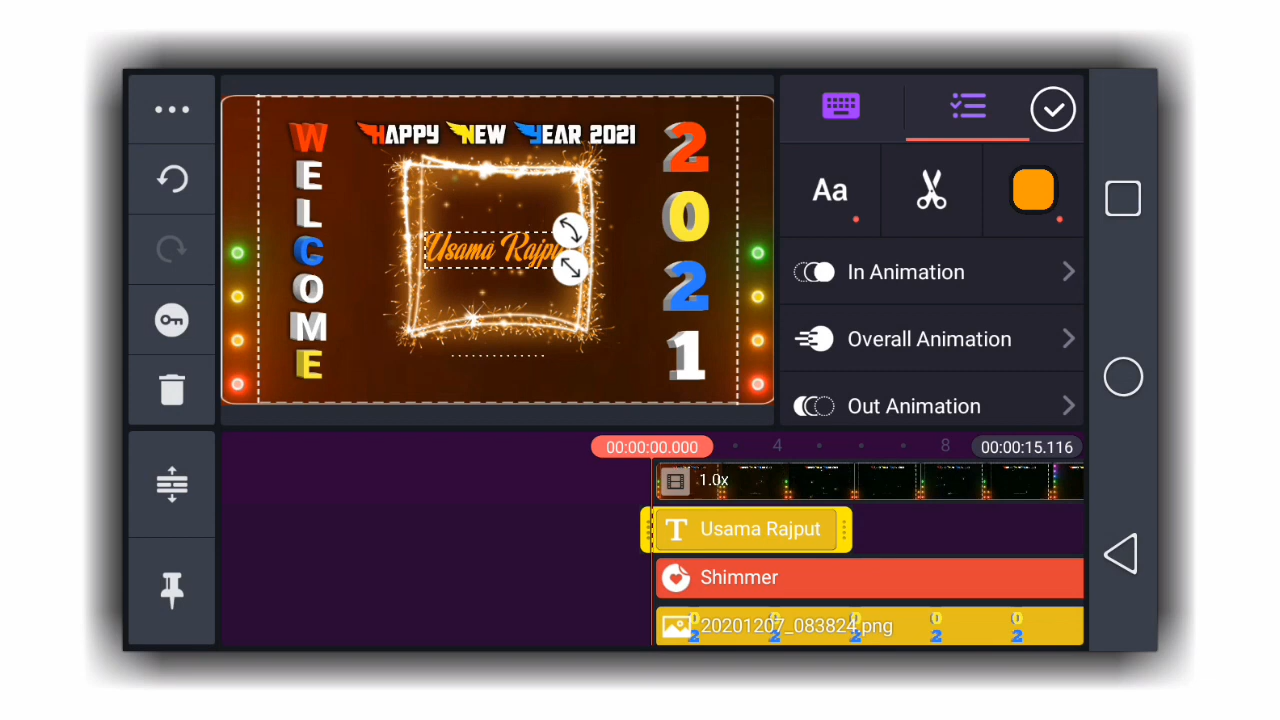 HAPPY NEW YEAR 2021
WELCOME
Usama Rajpu
2021
Aa
In Animation
Overall Animation
Out Animation
00:00:00.000
4
8
00:00:15.116
1.0x
Usama Rajput
Shimmer
20201207_083824.png